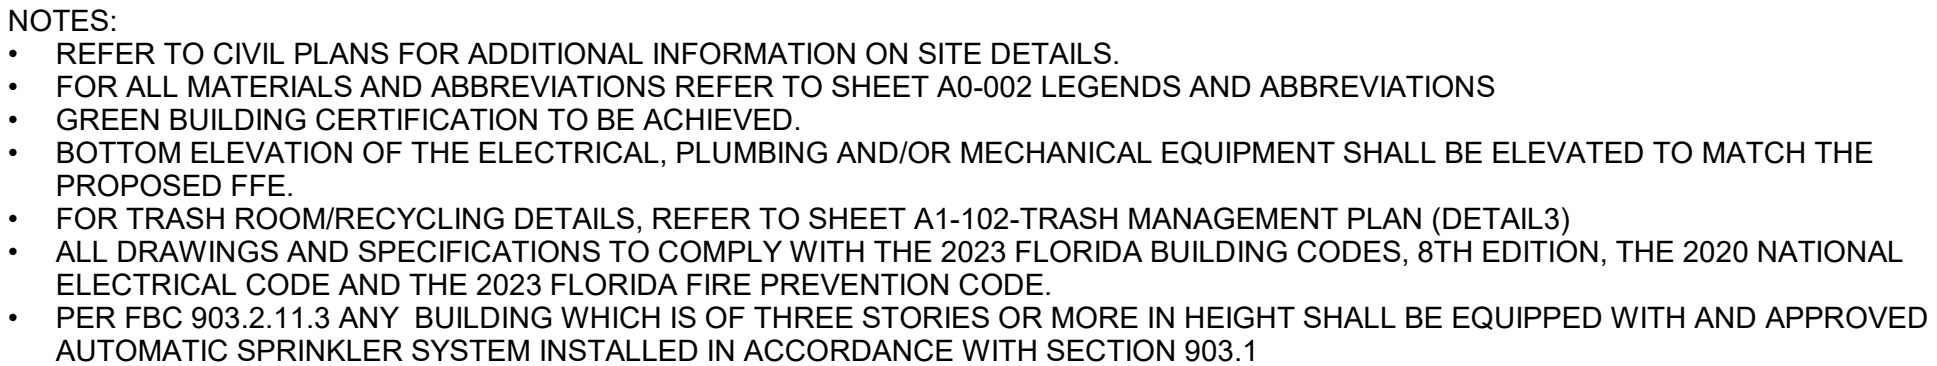 NOTES:
• REFER TO CIVIL PLANS FOR ADDITIONAL INFORMATION ON SITE DETAILS.
• FOR ALL MATERIALS AND ABBREVIATIONS REFER TO SHEET A0-002 LEGENDS AND ABBREVIATIONS
• GREEN BUILDING CERTIFICATION TO BE ACHIEVED.
• BOTTOM ELEVATION OF THE ELECTRICAL, PLUMBING AND/OR MECHANICAL EQUIPMENT SHALL BE ELEVATED TO MATCH THE
PROPOSED FFE.
• FOR TRASH ROOM/RECYCLING DETAILS, REFER TO SHEET A1-102-TRASH MANAGEMENT PLAN (DETAIL3)
• ALL DRAWINGS AND SPECIFICATIONS TO COMPLY WITH THE 2023 FLORIDA BUILDING CODES, 8TH EDITION, THE 2020 NATIONAL
ELECTRICAL CODE AND THE 2023 FLORIDA FIRE PREVENTION CODE.
• PER FBC 903.2.11.3 ANY  BUILDING WHICH IS OF THREE STORIES OR MORE IN HEIGHT SHALL BE EQUIPPED WITH AND APPROVED
AUTOMATIC SPRINKLER SYSTEM INSTALLED IN ACCORDANCE WITH SECTION 903.1